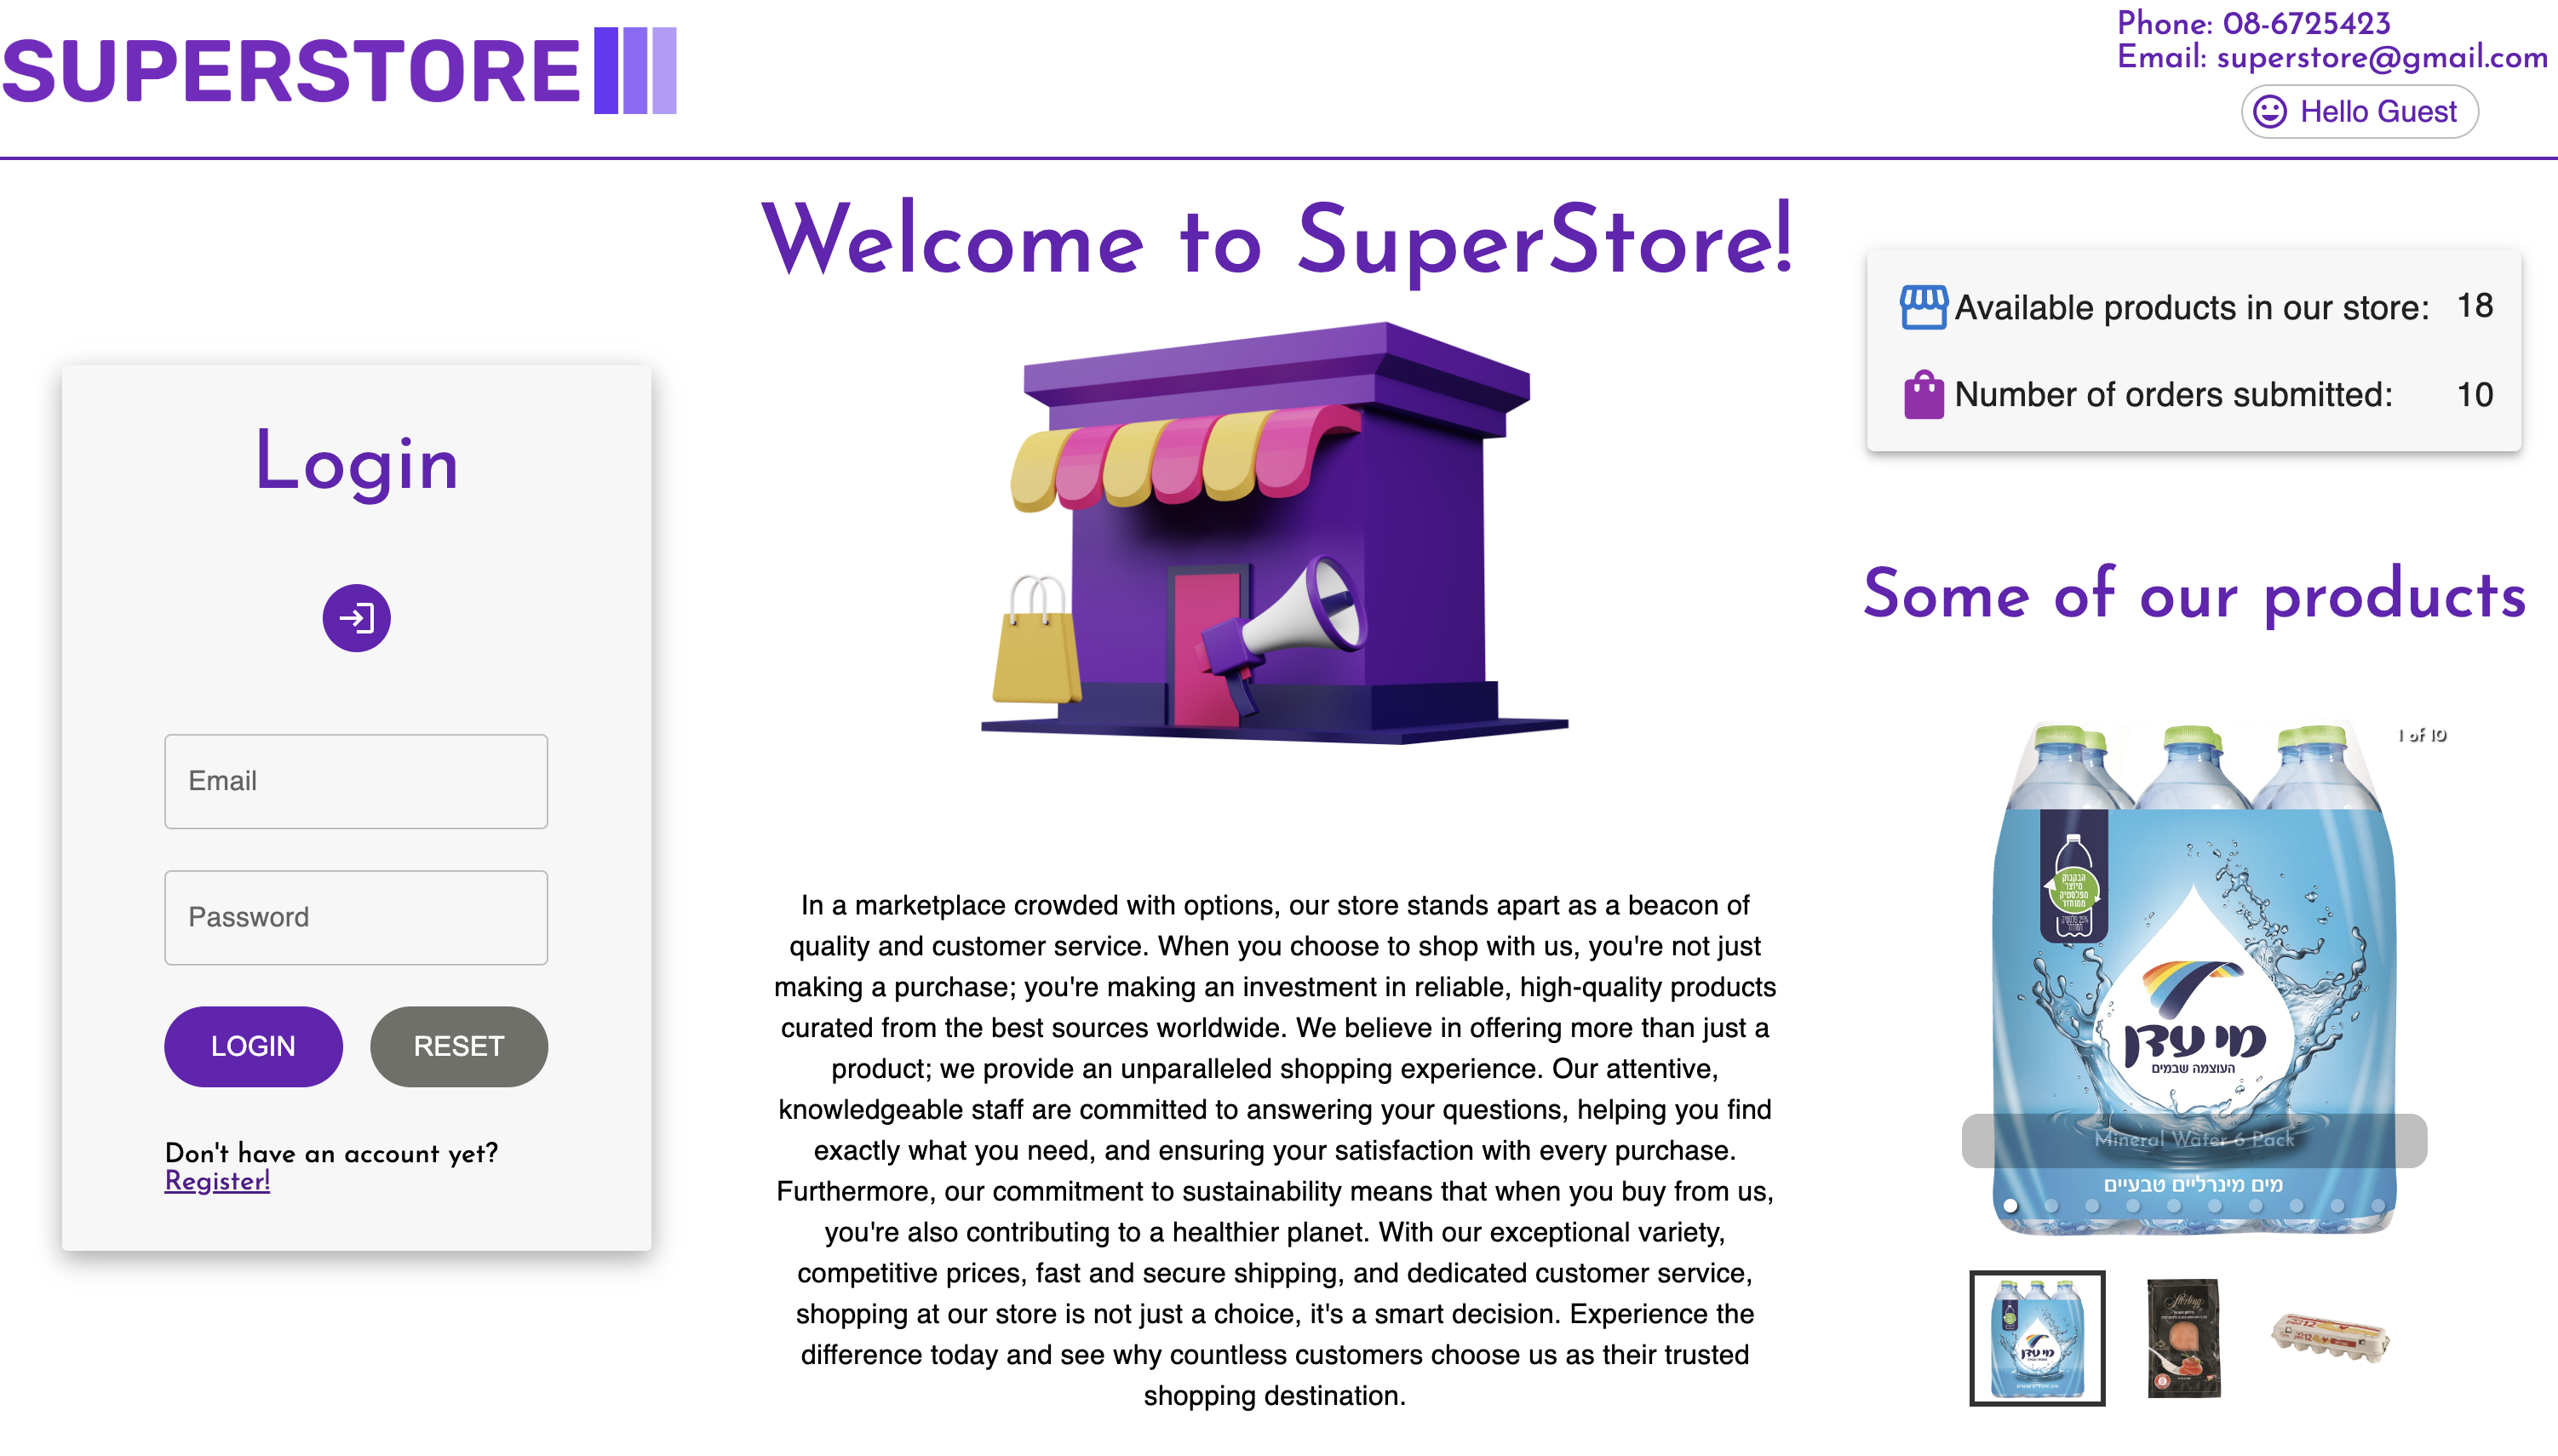 SUPERSTORE
Phone: 08-6725423
Email: superstore@gmail.com
Hello Guest
Welcome to SuperStore!
Login
Email
Password
LOGIN
RESET
Don't have an account yet?
Register!
In a marketplace crowded with options, our store stands apart as a beacon of
quality and customer service. When you choose to shop with us, you're not just
making a purchase; you're making an investment in reliable, high-quality products
curated from the best sources worldwide. We believe in offering more than just a
product; we provide an unparalleled shopping experience. Our attentive,
knowledgeable staff are committed to answering your questions, helping you find
exactly what you need, and ensuring your satisfaction with every purchase.
Furthermore, our commitment to sustainability means that when you buy from us,
you're also contributing to a healthier planet. With our exceptional variety,
competitive prices, fast and secure shipping, and dedicated customer service,
shopping at our store is not just a choice, it's a smart decision. Experience the
difference today and see why countless customers choose us as their trusted
shopping destination.
Available products in our store: 18
Number of orders submitted: 10
Some of our products
1 of 10
הבקבוק
מיוצר
מפלסטיק
ממוחזר
מי עדן
העוצמה שבמים
Mineral Water 6 Pack
מים מינרליים טבעיים
מי עדן
Sterling
12
12